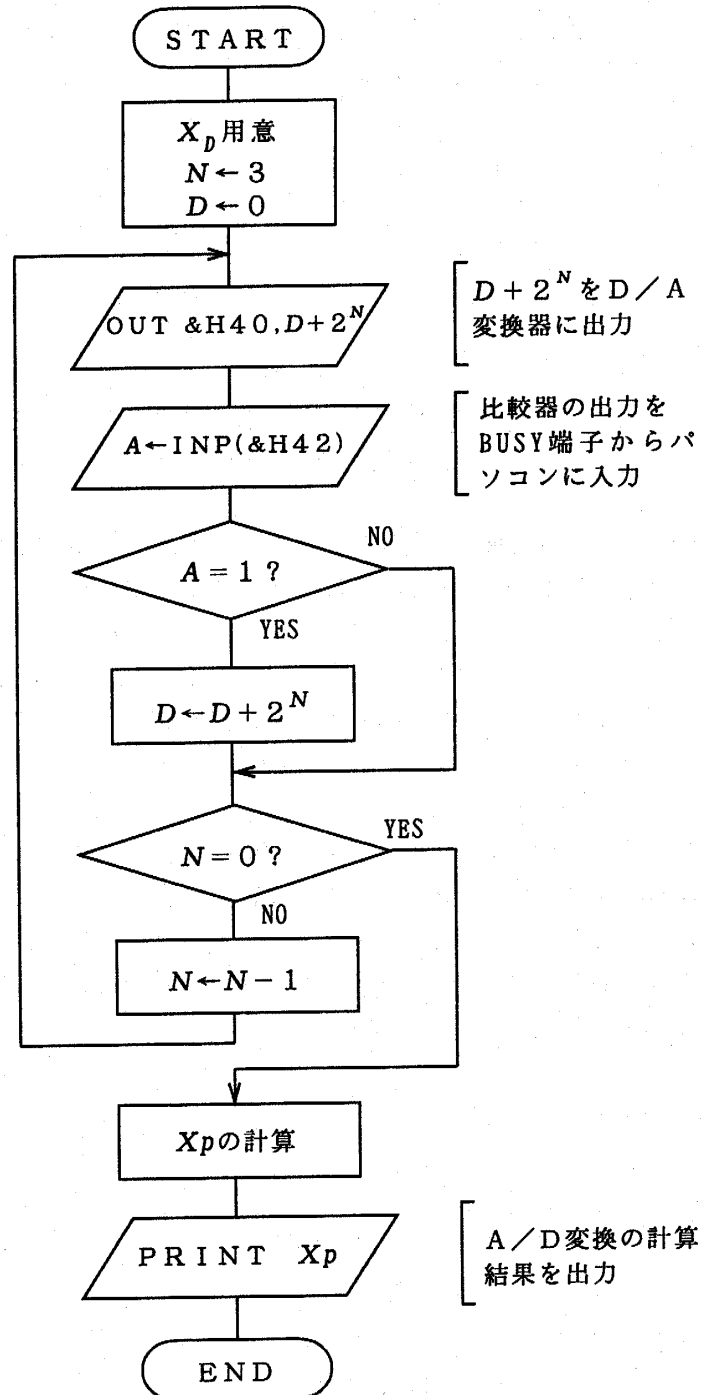 START
X_D用意
N←3
D←0
OUT &H40,D+2^N
D+2^NをD/A
変換器に出力
A←INP(&H42)
比較器の出力を
BUSY端子からパ
ソコンに入力
A=1?
NO
YES
D←D+2^N
N=0?
YES
NO
N←N-1
Xpの計算
PRINT Xp
A/D変換の計算
結果を出力
END